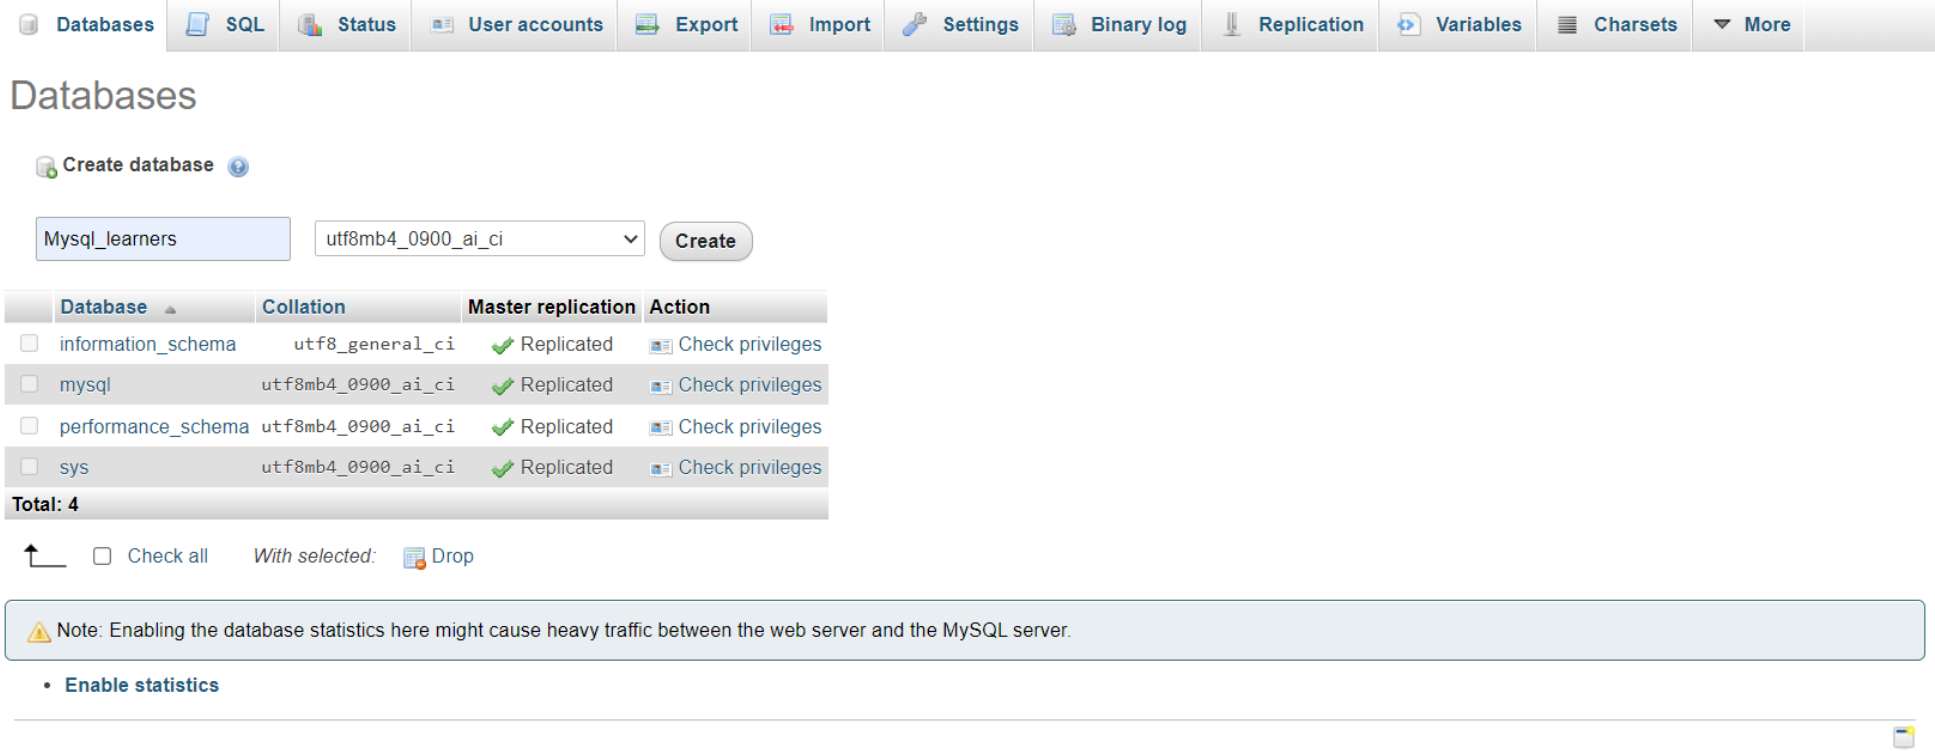 Databases SQL Status User accounts Export Import Settings Binary log Replication Variables Charsets More
Databases
Create database
Mysql_learners utf8mb4_0900_ai_ci Create
Database Collation Master replication Action
information_schema utf8_general_ci Replicated Check privileges
mysql utf8mb4_0900_ai_ci Replicated Check privileges
performance_schema utf8mb4_0900_ai_ci Replicated Check privileges
sys utf8mb4_0900_ai_ci Replicated Check privileges
Total: 4
Check all With selected: Drop
Note: Enabling the database statistics here might cause heavy traffic between the web server and the MySQL server.
• Enable statistics